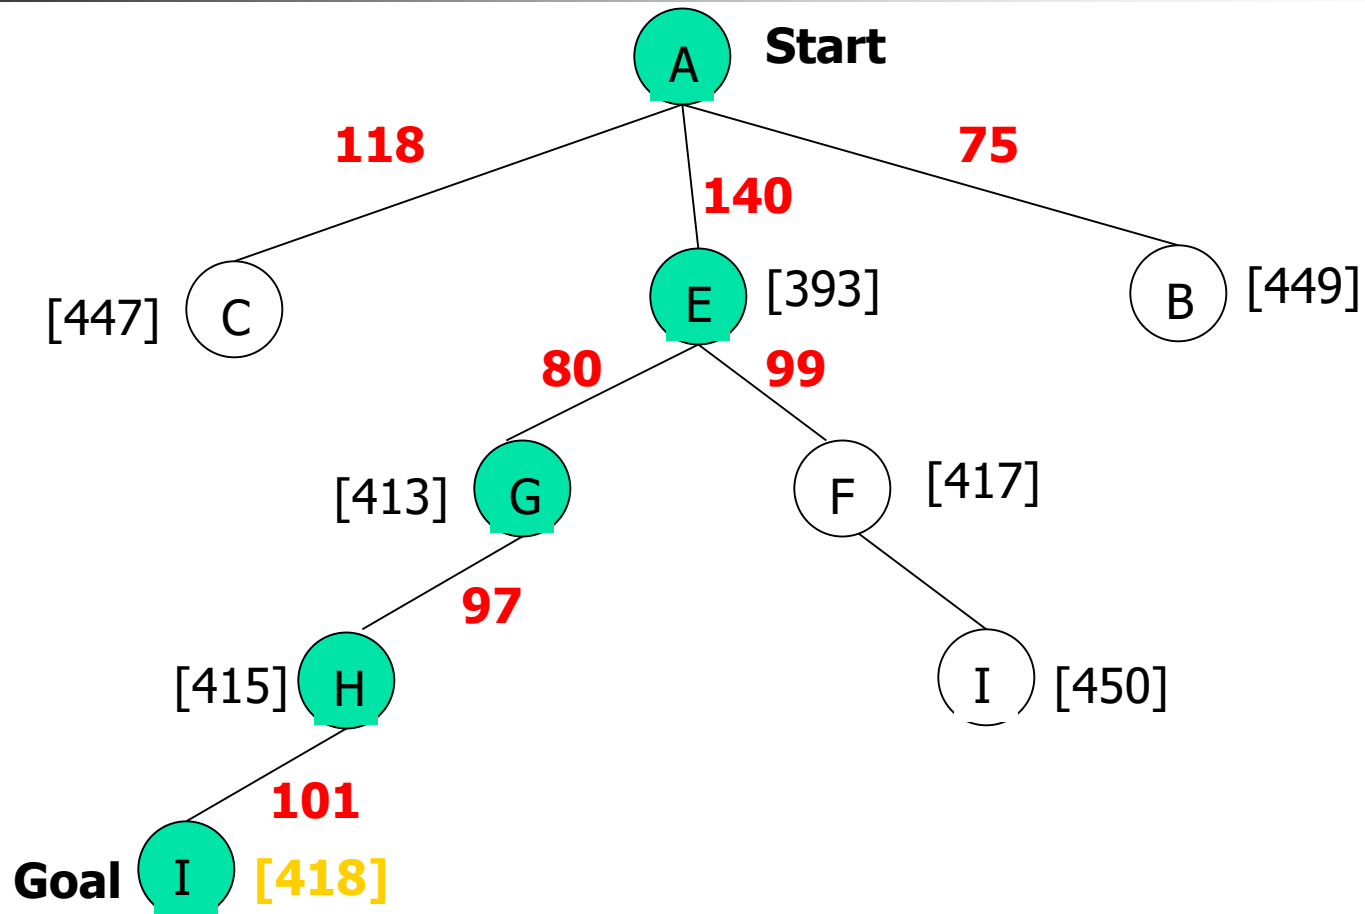 A Start
118
75
140
[447] C
E [393]
B [449]
80
99
[413] G
F [417]
97
[415] H
I [450]
101
Goal I [418]